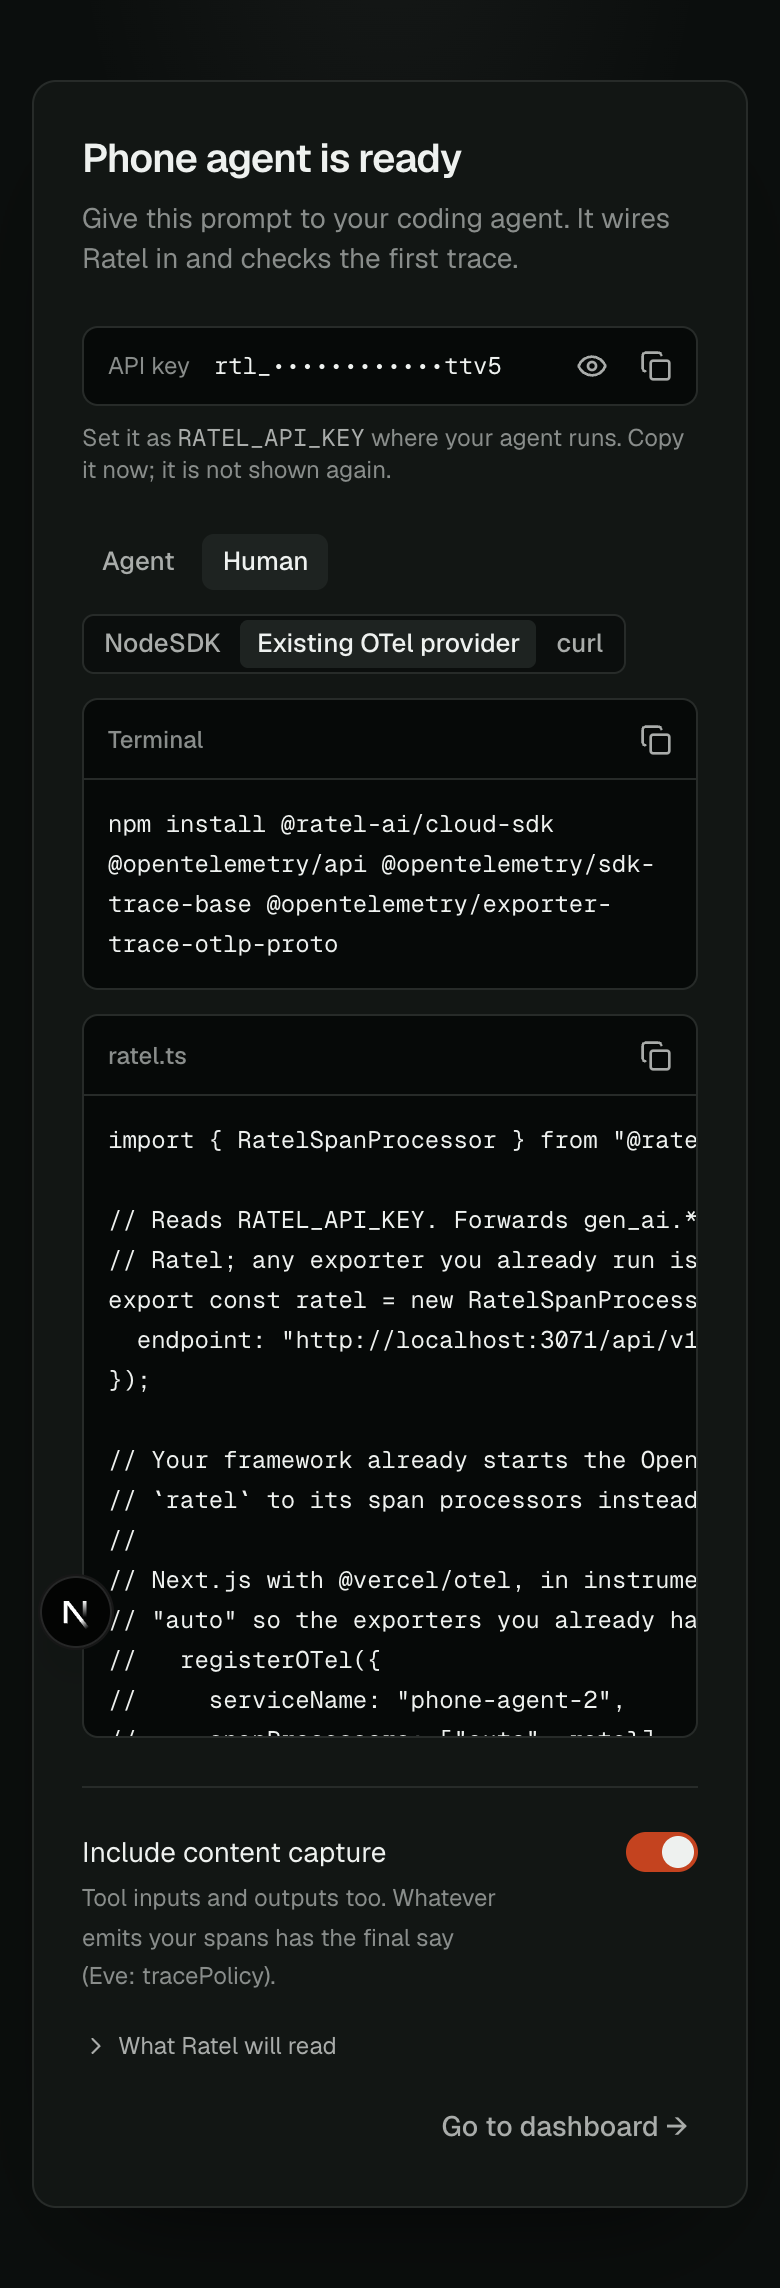 Phone agent is ready
Give this prompt to your coding agent. It wires
Ratel in and checks the first trace.
API key rtl_••••••••••••ttv5
Set it as RATEL_API_KEY where your agent runs. Copy
it now; it is not shown again.
Agent Human
NodeSDK Existing OTel provider curl
Terminal
npm install @ratel-ai/cloud-sdk
@opentelemetry/api @opentelemetry/sdk-
trace-base @opentelemetry/exporter-
trace-otlp-proto
ratel.ts
import { RatelSpanProcessor } from "@rate
// Reads RATEL_API_KEY. Forwards gen_ai.*
// Ratel; any exporter you already run is
export const ratel = new RatelSpanProcess
endpoint: "http://localhost:3071/api/v1
});
// Your framework already starts the Open
// `ratel` to its span processors instead
//
// Next.js with @vercel/otel, in instrume
// "auto" so the exporters you already ha
// registerOTel({
// serviceName: "phone-agent-2",
// spanProcessors: ["auto", ratel]
N
Include content capture
Tool inputs and outputs too. Whatever
emits your spans has the final say
(Eve: tracePolicy).
What Ratel will read
Go to dashboard →